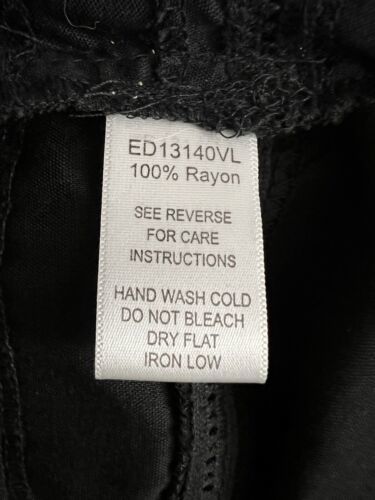 ED13140VL
100% Rayon
SEE REVERSE
FOR CARE
INSTRUCTIONS
HAND WASH COLD
DO NOT BLEACH
DRY FLAT
IRON LOW